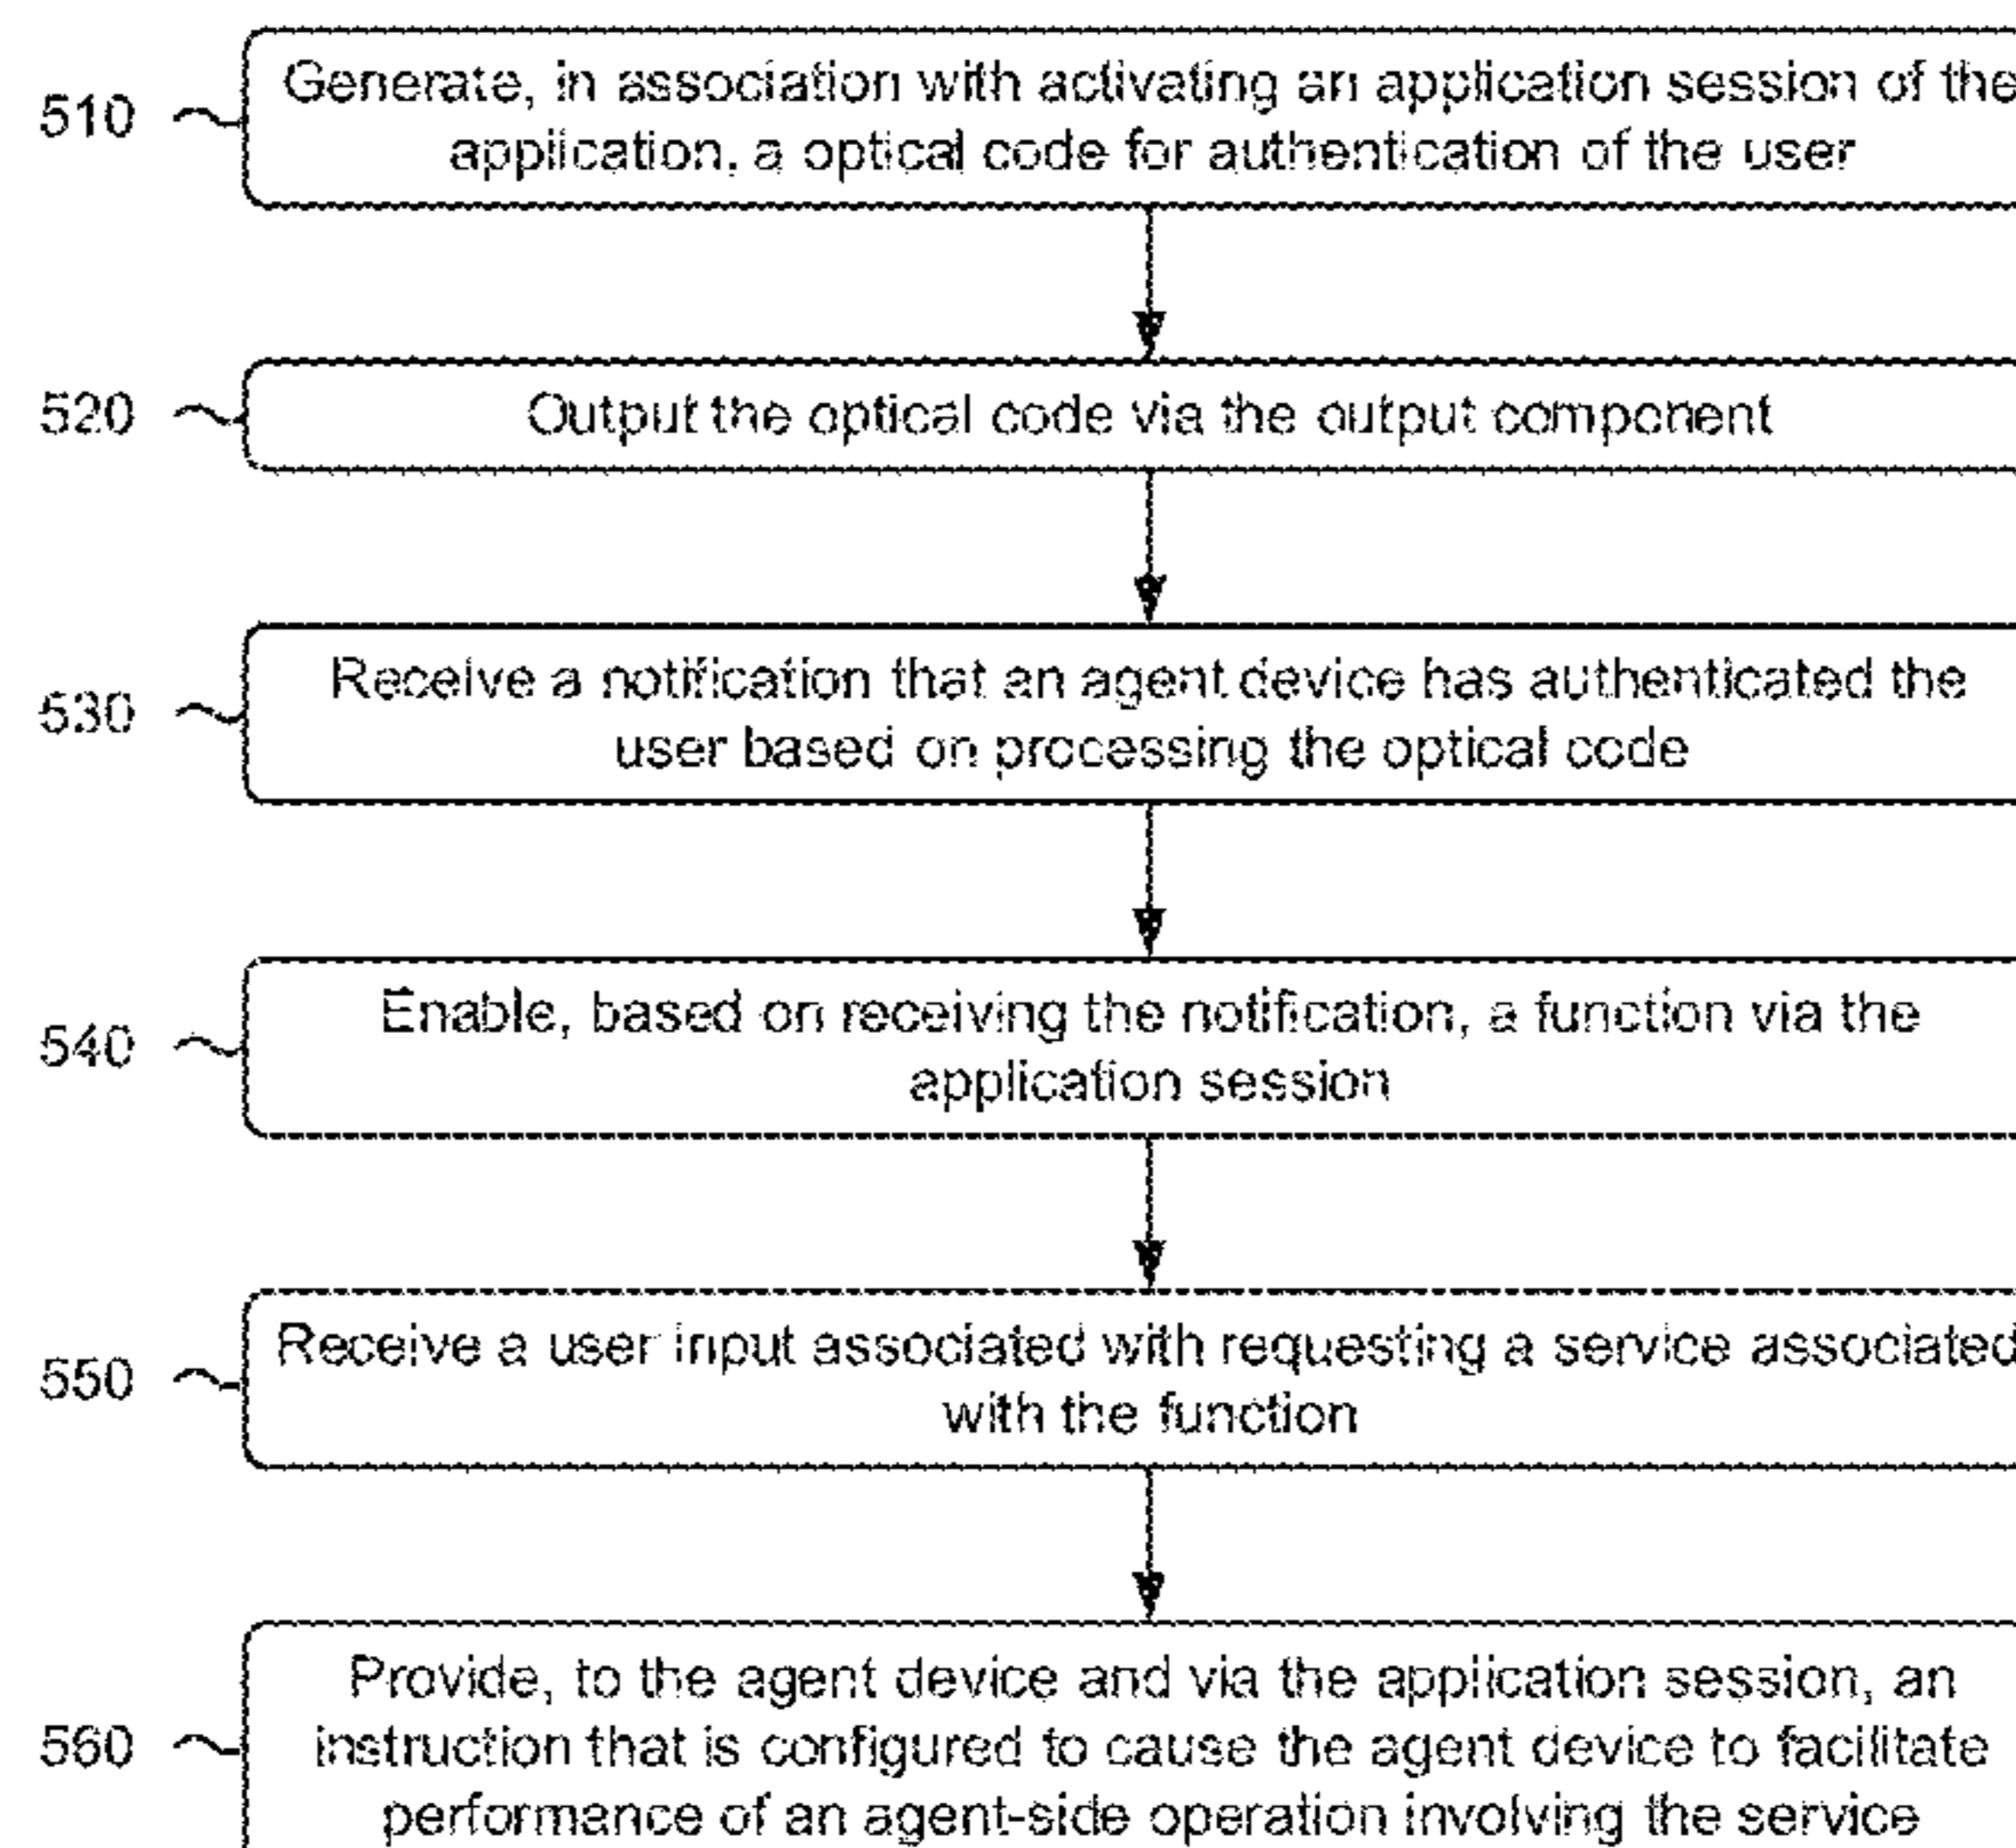 Generate, in association with activating an application session of the
510
application, a optical code for authentication of the user
520 Output the optical code via the output component
Receive a notification that an agent device has authenticated the
530
user based on processing the optical code
Enable, based on receiving the notification, a function via the
540
application session
Receive a user input associated with requesting a service associated
550
with the function
Provide, to the agent device and via the application session, an
560 instruction that is configured to cause the agent device to facilitate
performance of an agent-side operation involving the service